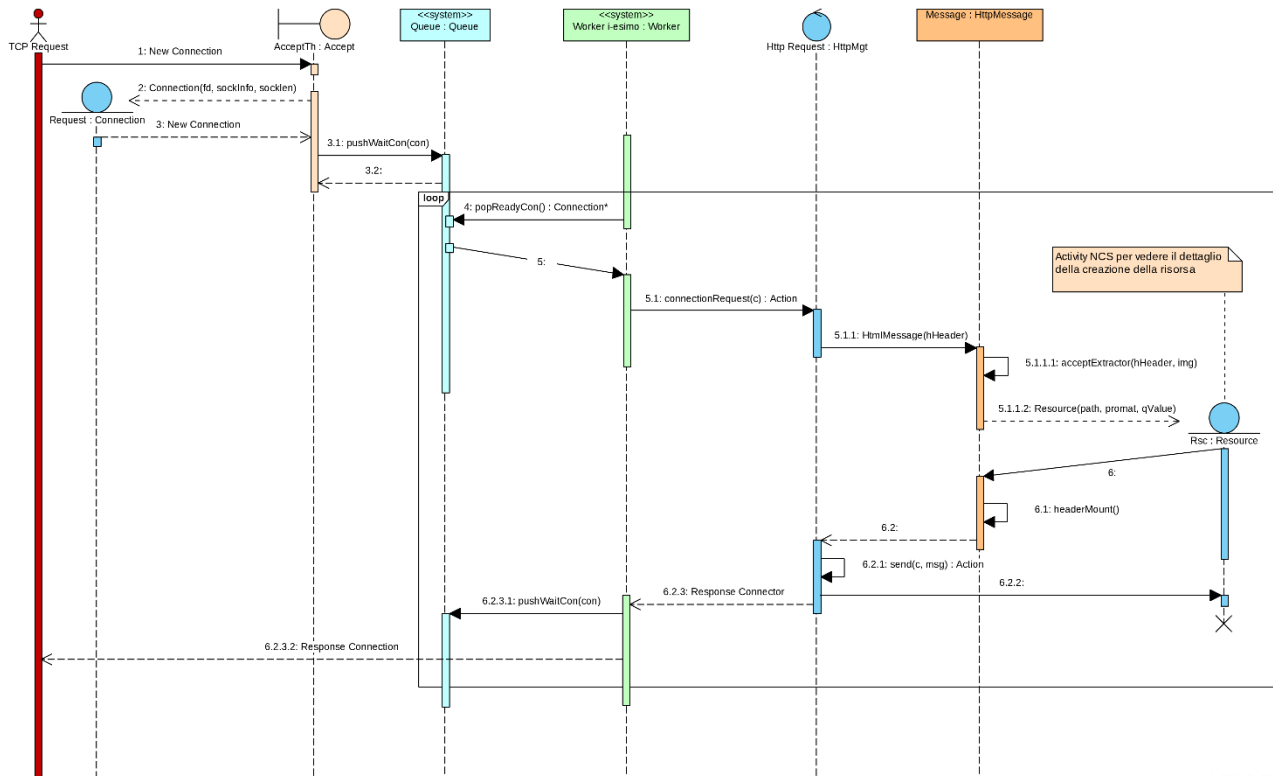 <<system>>
Queue : Queue
<<system>>
Worker i-esimo : Worker
Message : HttpMessage
TCP Request
AcceptTh : Accept
Http Request : HttpMgt
1: New Connection
2: Connection(fd, sockInfo, socklen)
Request : Connection
3: New Connection
3.1: pushWaitCon(con)
3.2:
loop
4: popReadyCon() : Connection*
5:
Activity NCS per vedere il dettaglio
della creazione della risorsa
5.1: connectionRequest(c) : Action
5.1.1: HtmlMessage(hHeader)
5.1.1.1: acceptExtractor(hHeader, img)
5.1.1.2: Resource(path, promat, qValue)
Rsc : Resource
6:
6.1: headerMount()
6.2:
6.2.1: send(c, msg) : Action
6.2.2:
6.2.3: Response Connector
6.2.3.1: pushWaitCon(con)
6.2.3.2: Response Connection